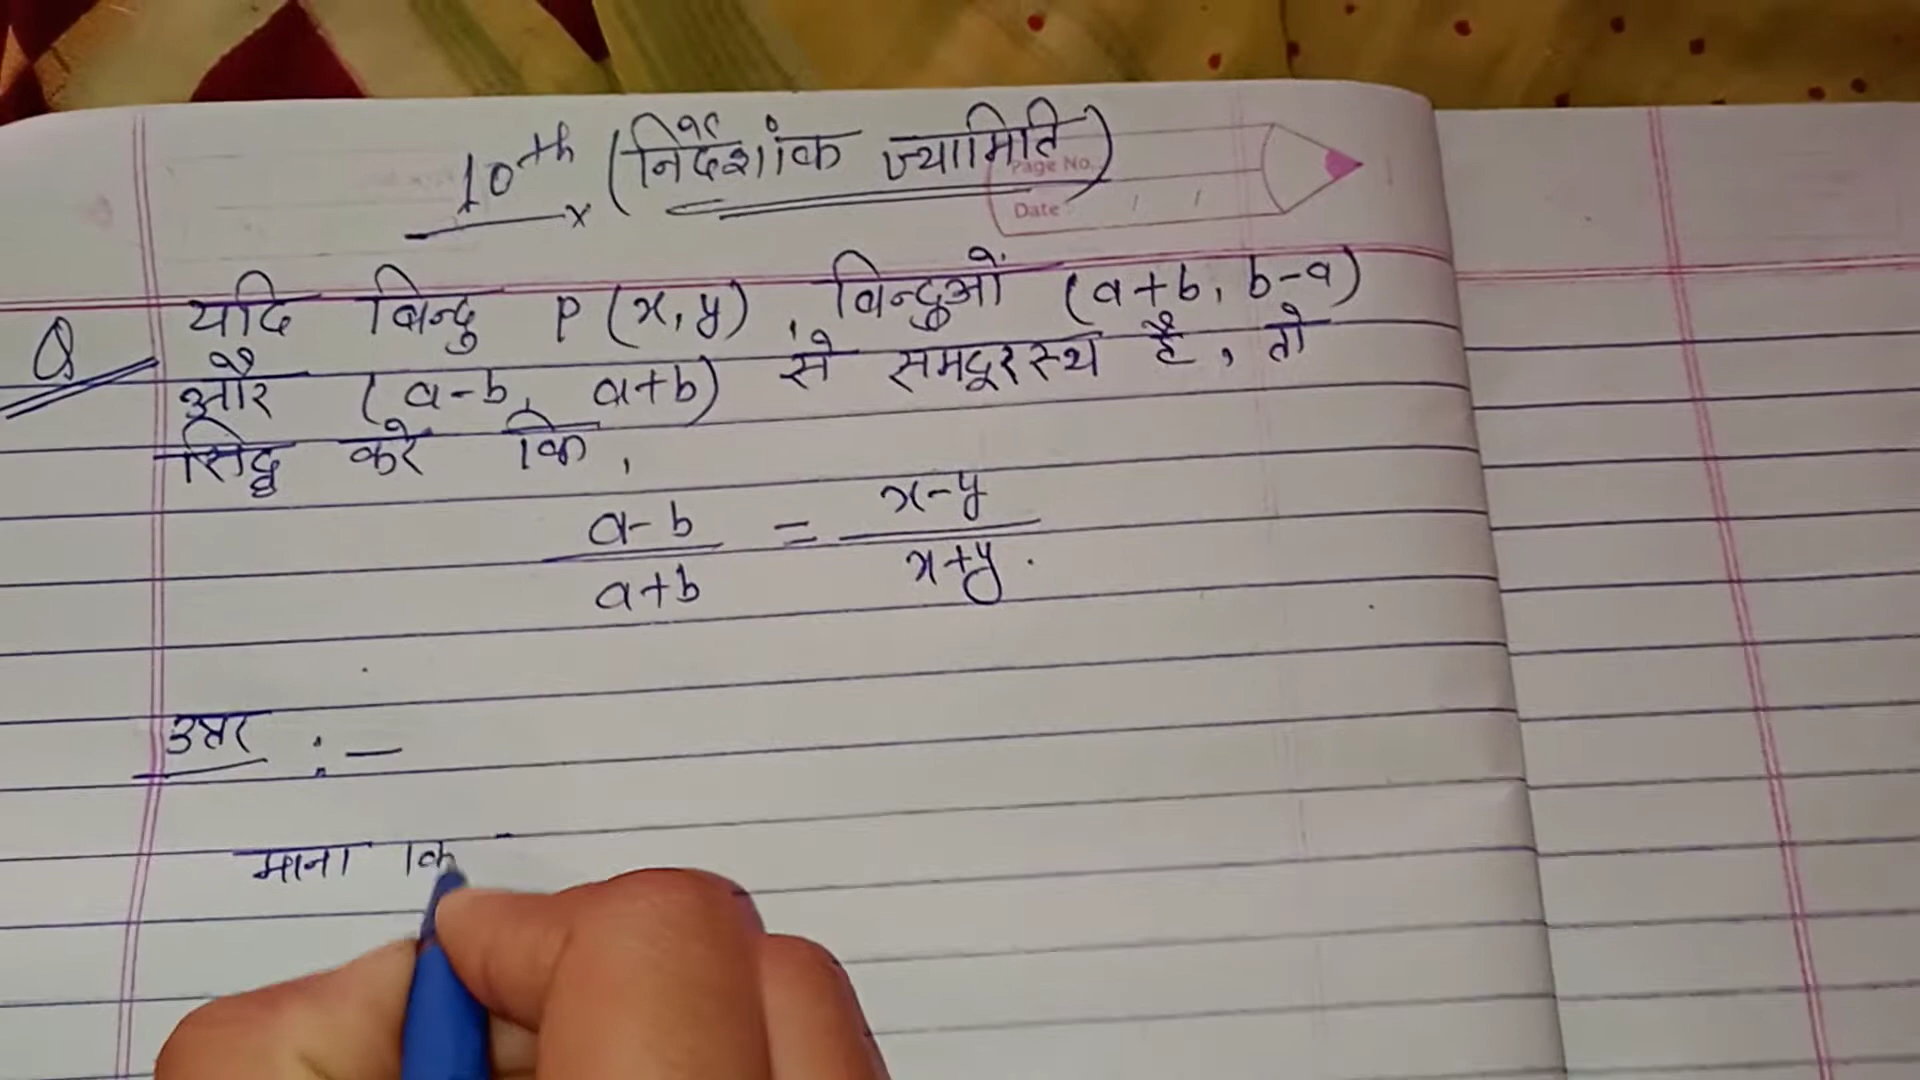 10th (निर्देशांक ज्यामिति)
Page No.
Date
Q यदि बिन्दु P (x, y), बिन्दुओं (a+b, b-a)
और (a-b, a+b) से समदूरस्थ है, तो
सिद्ध करे कि,
a-b / a+b = x-y / x+y.
उत्तर :-
माना कि